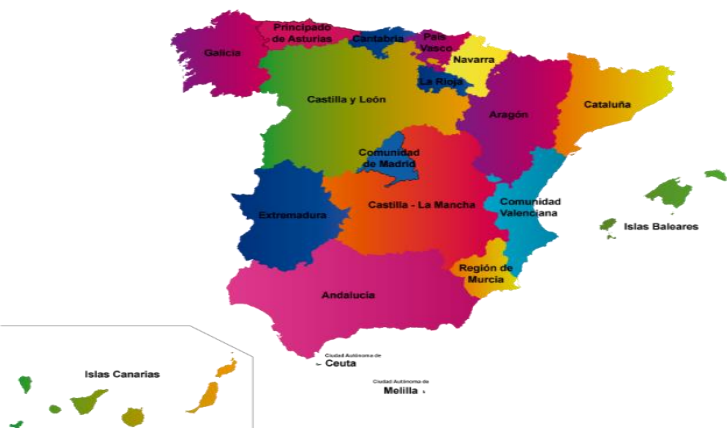 Principado
de Asturias
Cantabria
País
Vasco
Galicia
Navarra
La Rioja
Castilla y León
Cataluña
Aragón
Comunidad
de Madrid
Castilla - La Mancha
Comunidad
Valenciana
Extremadura
Islas Baleares
Región de
Murcia
Andalucia
Ciudad Autónoma de
Ceuta
Islas Canarias
Ciudad Autónoma de
Melilla